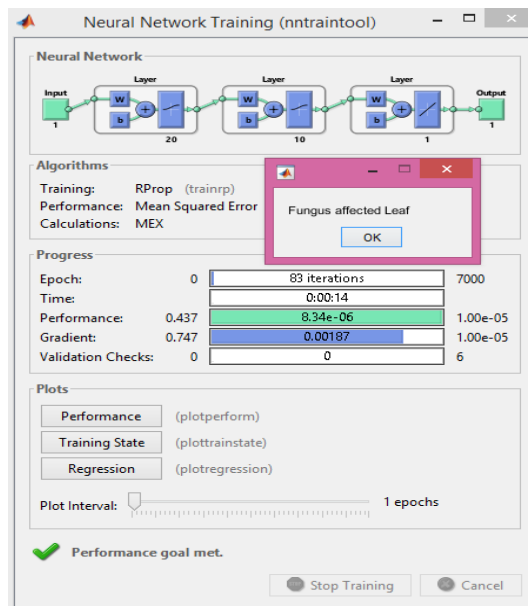 Neural Network Training (nntraintool)
Neural Network
Layer Layer Layer
Input Output
W W W
b b b
1 20 10 1 1
Algorithms
Training: RProp (trainrp)
Performance: Mean Squared Error
Calculations: MEX
Fungus affected Leaf
OK
Progress
Epoch: 0 83 iterations 7000
Time: 0:00:14
Performance: 0.437 8.34e-06 1.00e-05
Gradient: 0.747 0.00187 1.00e-05
Validation Checks: 0 0 6
Plots
Performance (plotperform)
Training State (plottrainstate)
Regression (plotregression)
Plot Interval: 1 epochs
Performance goal met.
Stop Training Cancel